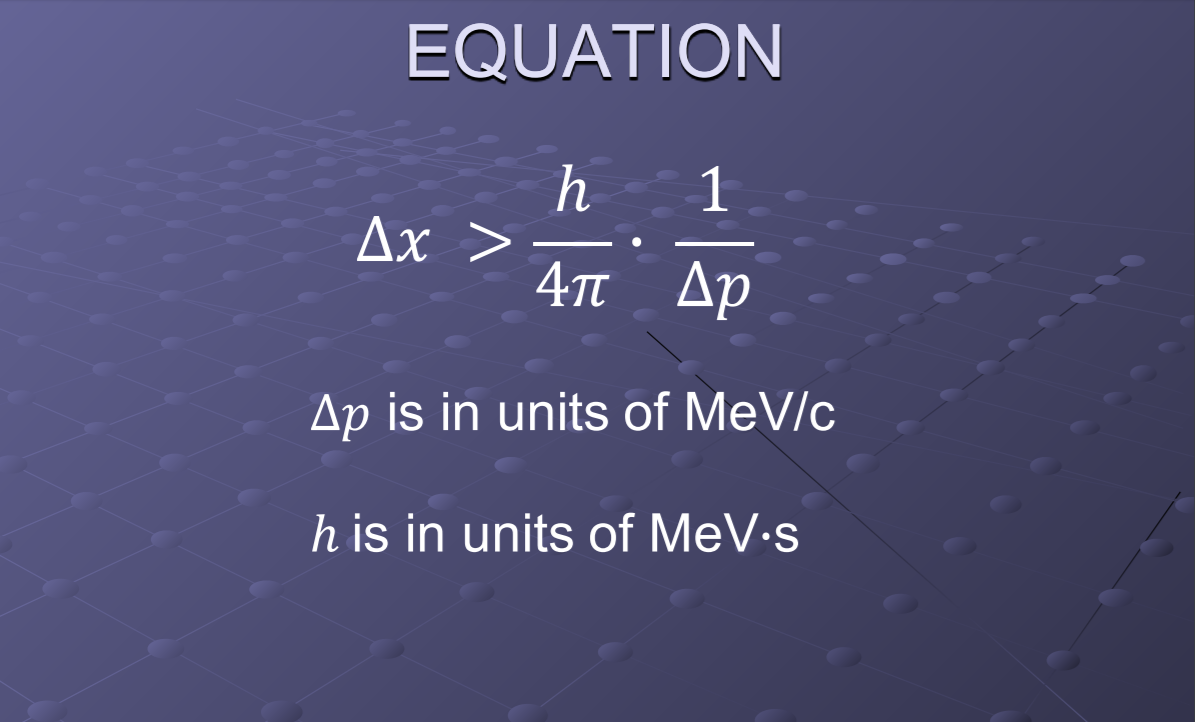 EQUATION
Δx > h/4π · 1/Δp
Δp is in units of MeV/c
h is in units of MeV·s